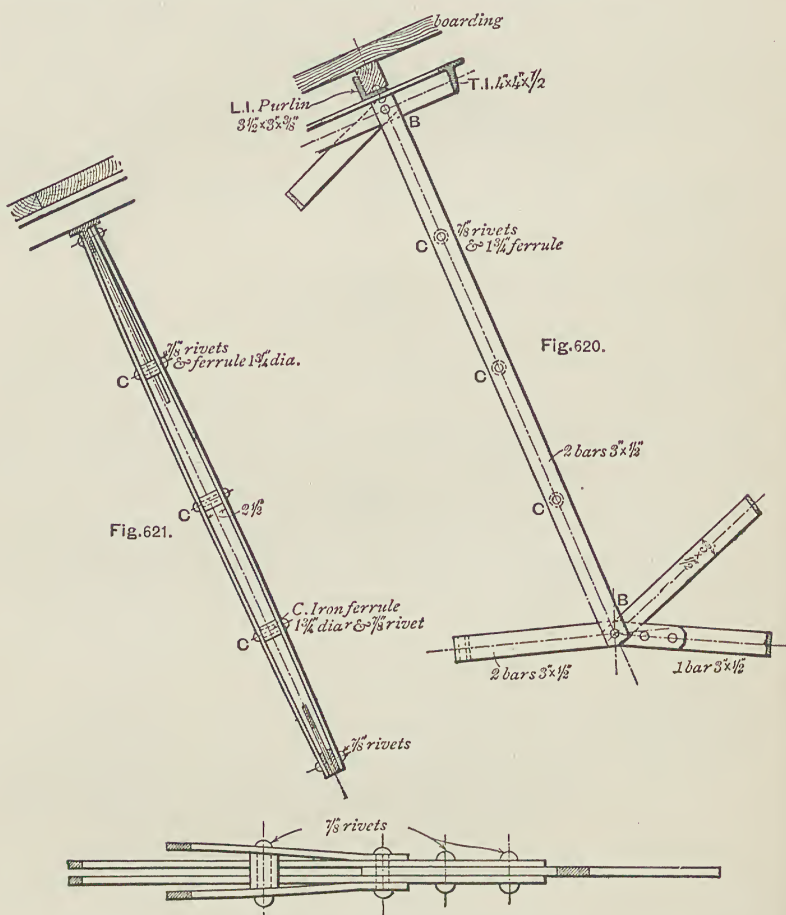 boarding
L.I. Purlin
3½"×3"×⅜"
T.I. 4"×4"×½
B
C
⅞" rivets
& 1¾" ferrule
Fig. 620.
C
2 bars 3"×½"
C
B
2 bars 3"×½"
1 bar 3"×½"
⅞" rivets
& ferrule 1¾" dia.
C
C
2½"
Fig. 621.
C. Iron ferrule
1¾" diar & ⅞" rivet
C
⅞" rivets
⅞" rivets